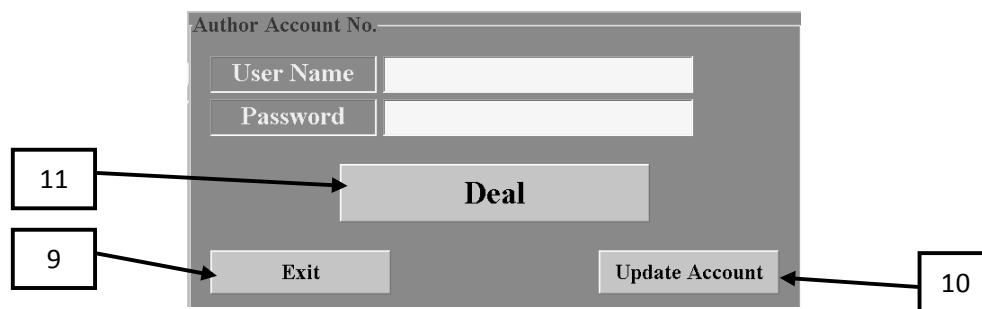 Author Account No.
User Name
Password
11
Deal
9
Exit
Update Account
10